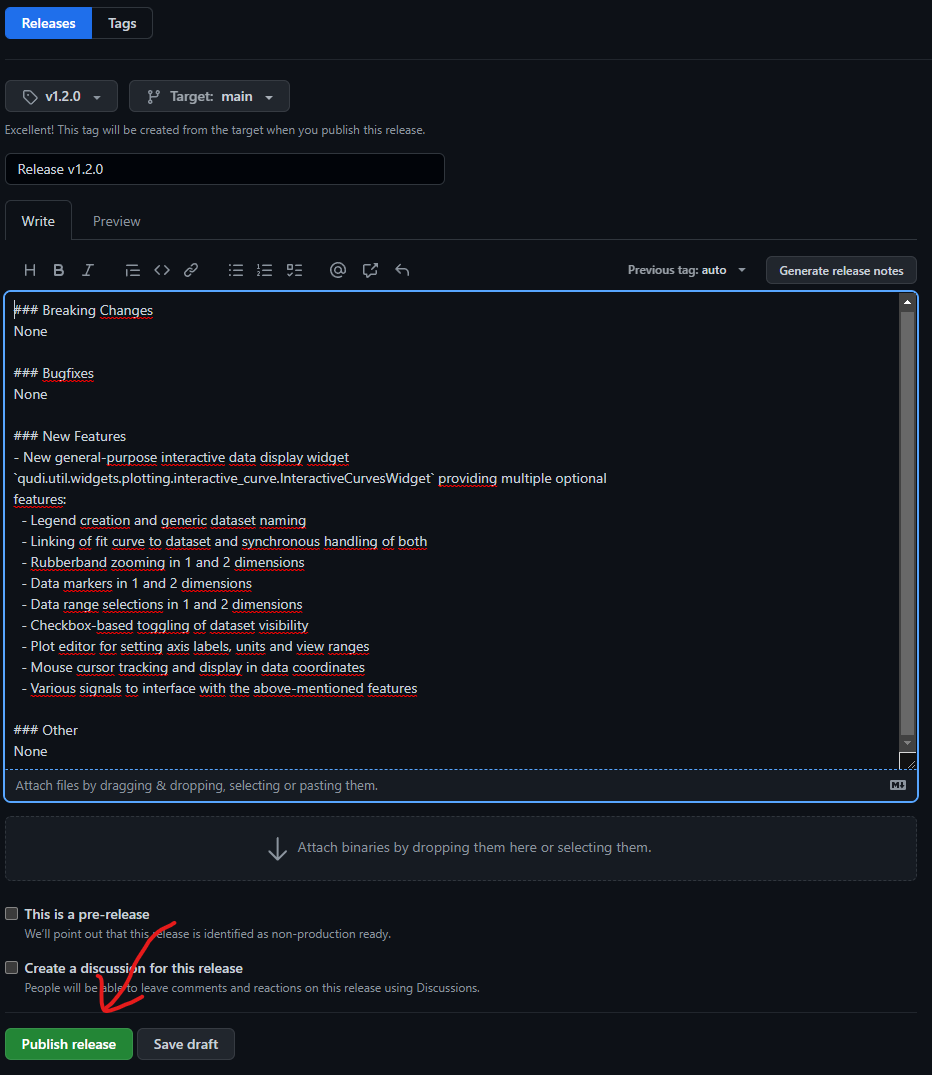 Releases Tags
v1.2.0 Target: main
Excellent! This tag will be created from the target when you publish this release.
Release v1.2.0
Write Preview
H B I @ Previous tag: auto Generate release notes
### Breaking Changes
None
### Bugfixes
None
### New Features
- New general-purpose interactive data display widget
`qudi.util.widgets.plotting.interactive_curve.InteractiveCurvesWidget` providing multiple optional
features:
- Legend creation and generic dataset naming
- Linking of fit curve to dataset and synchronous handling of both
- Rubberband zooming in 1 and 2 dimensions
- Data markers in 1 and 2 dimensions
- Data range selections in 1 and 2 dimensions
- Checkbox-based toggling of dataset visibility
- Plot editor for setting axis labels, units and view ranges
- Mouse cursor tracking and display in data coordinates
- Various signals to interface with the above-mentioned features
### Other
None
Attach files by dragging & dropping, selecting or pasting them.
Attach binaries by dropping them here or selecting them.
This is a pre-release
We'll point out that this release is identified as non-production ready.
Create a discussion for this release
People will be able to leave comments and reactions on this release using Discussions.
Publish release Save draft